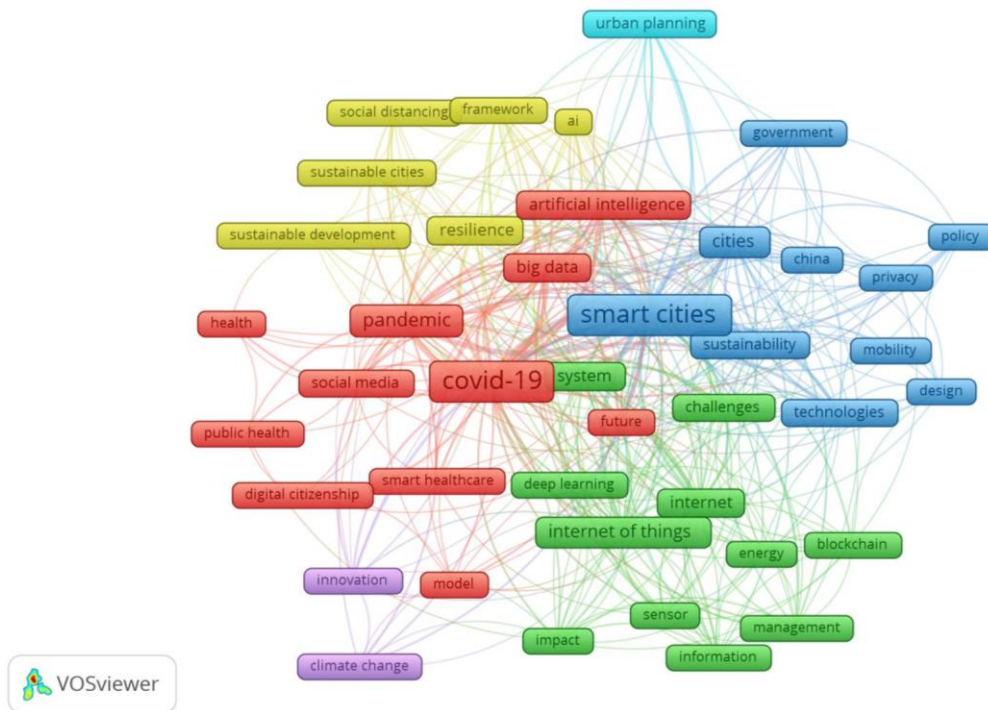 urban planning
social distancing
framework
ai
government
sustainable cities
artificial intelligence
sustainable development
resilience
cities
policy
china
big data
privacy
smart cities
health
pandemic
sustainability
mobility
covid-19
system
social media
design
challenges
technologies
future
public health
smart healthcare
deep learning
digital citizenship
internet
internet of things
blockchain
energy
innovation
model
sensor
management
impact
information
climate change
VOSviewer